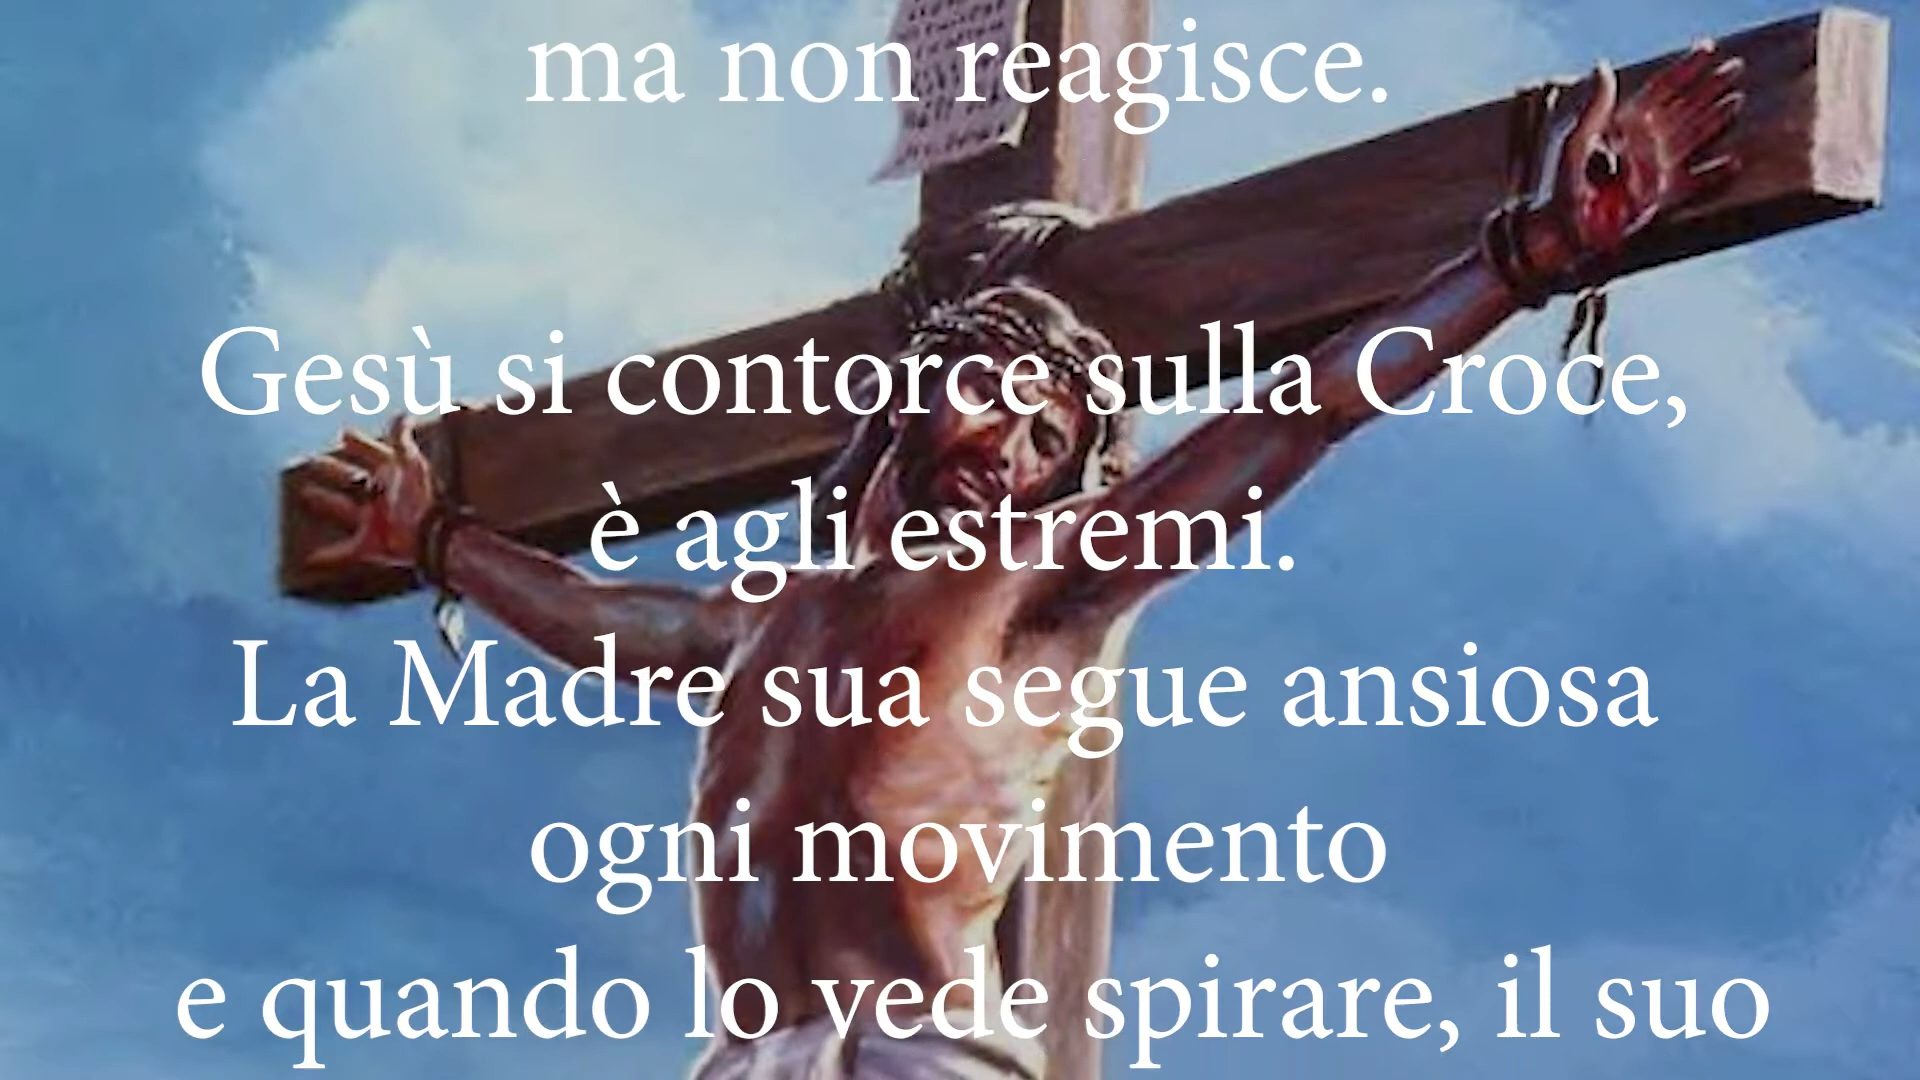 ma non reagisce.
Gesù si contorce sulla Croce,
è agli estremi.
La Madre sua segue ansiosa
ogni movimento
e quando lo vede spirare, il suo